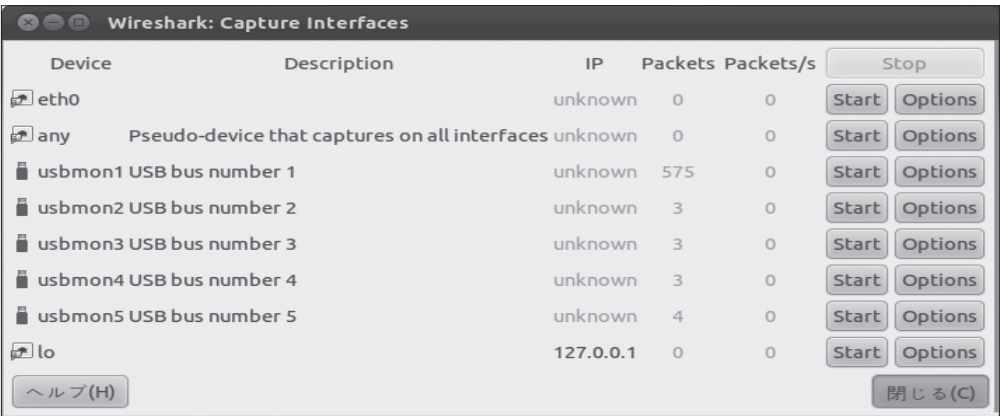 Wireshark: Capture Interfaces
Device Description IP Packets Packets/s Stop
eth0 unknown 0 0 Start Options
any Pseudo-device that captures on all interfaces unknown 0 0 Start Options
usbmon1 USB bus number 1 unknown 575 0 Start Options
usbmon2 USB bus number 2 unknown 3 0 Start Options
usbmon3 USB bus number 3 unknown 3 0 Start Options
usbmon4 USB bus number 4 unknown 3 0 Start Options
usbmon5 USB bus number 5 unknown 4 0 Start Options
lo 127.0.0.1 0 0 Start Options
ヘルプ(H) 閉じる(C)